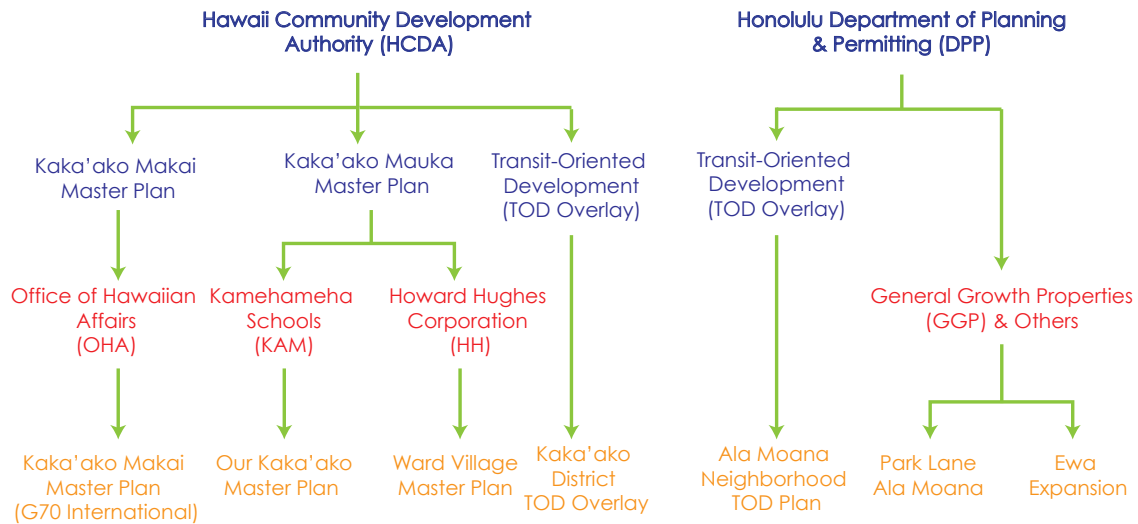 Hawaii Community Development
Authority (HCDA)
Honolulu Department of Planning
& Permitting (DPP)
Kaka'ako Makai
Master Plan
Kaka'ako Mauka
Master Plan
Transit-Oriented
Development
(TOD Overlay)
Transit-Oriented
Development
(TOD Overlay)
Office of Hawaiian
Affairs
(OHA)
Kamehameha
Schools
(KAM)
Howard Hughes
Corporation
(HH)
General Growth Properties
(GGP) & Others
Kaka'ako Makai
Master Plan
(G70 International)
Our Kaka'ako
Master Plan
Ward Village
Master Plan
Kaka'ako
District
TOD Overlay
Ala Moana
Neighborhood
TOD Plan
Park Lane
Ala Moana
Ewa
Expansion